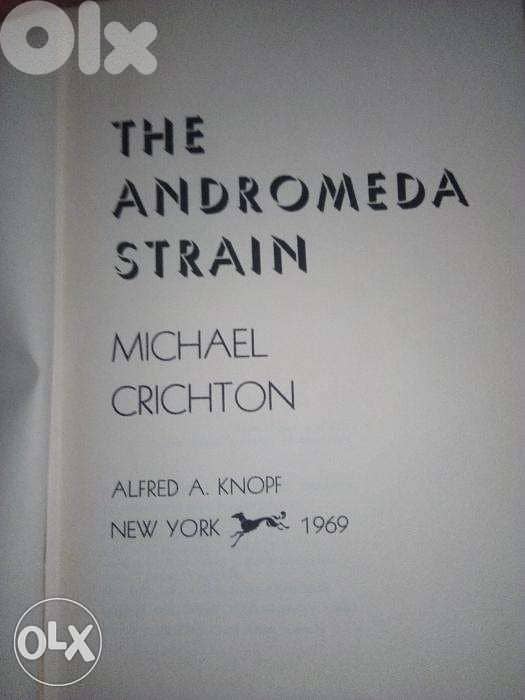 OLX
THE
ANDROMEDA
STRAIN
MICHAEL
CRICHTON
ALFRED A. KNOPF
NEW YORK 1969
OLX